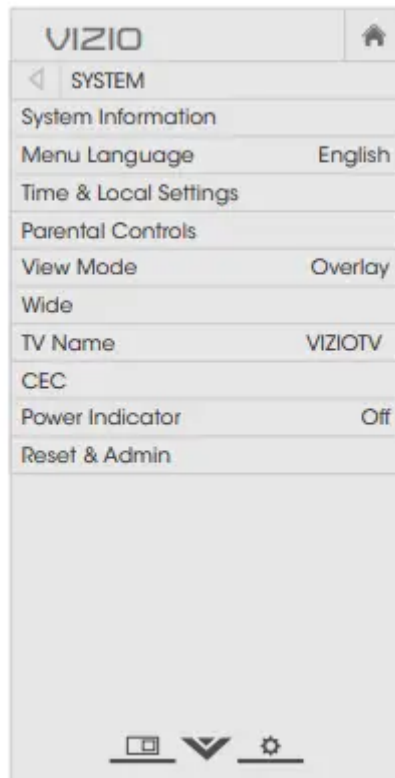 VIZIO
SYSTEM
System Information
Menu Language English
Time & Local Settings
Parental Controls
View Mode Overlay
Wide
TV Name VIZIOTV
CEC
Power Indicator Off
Reset & Admin